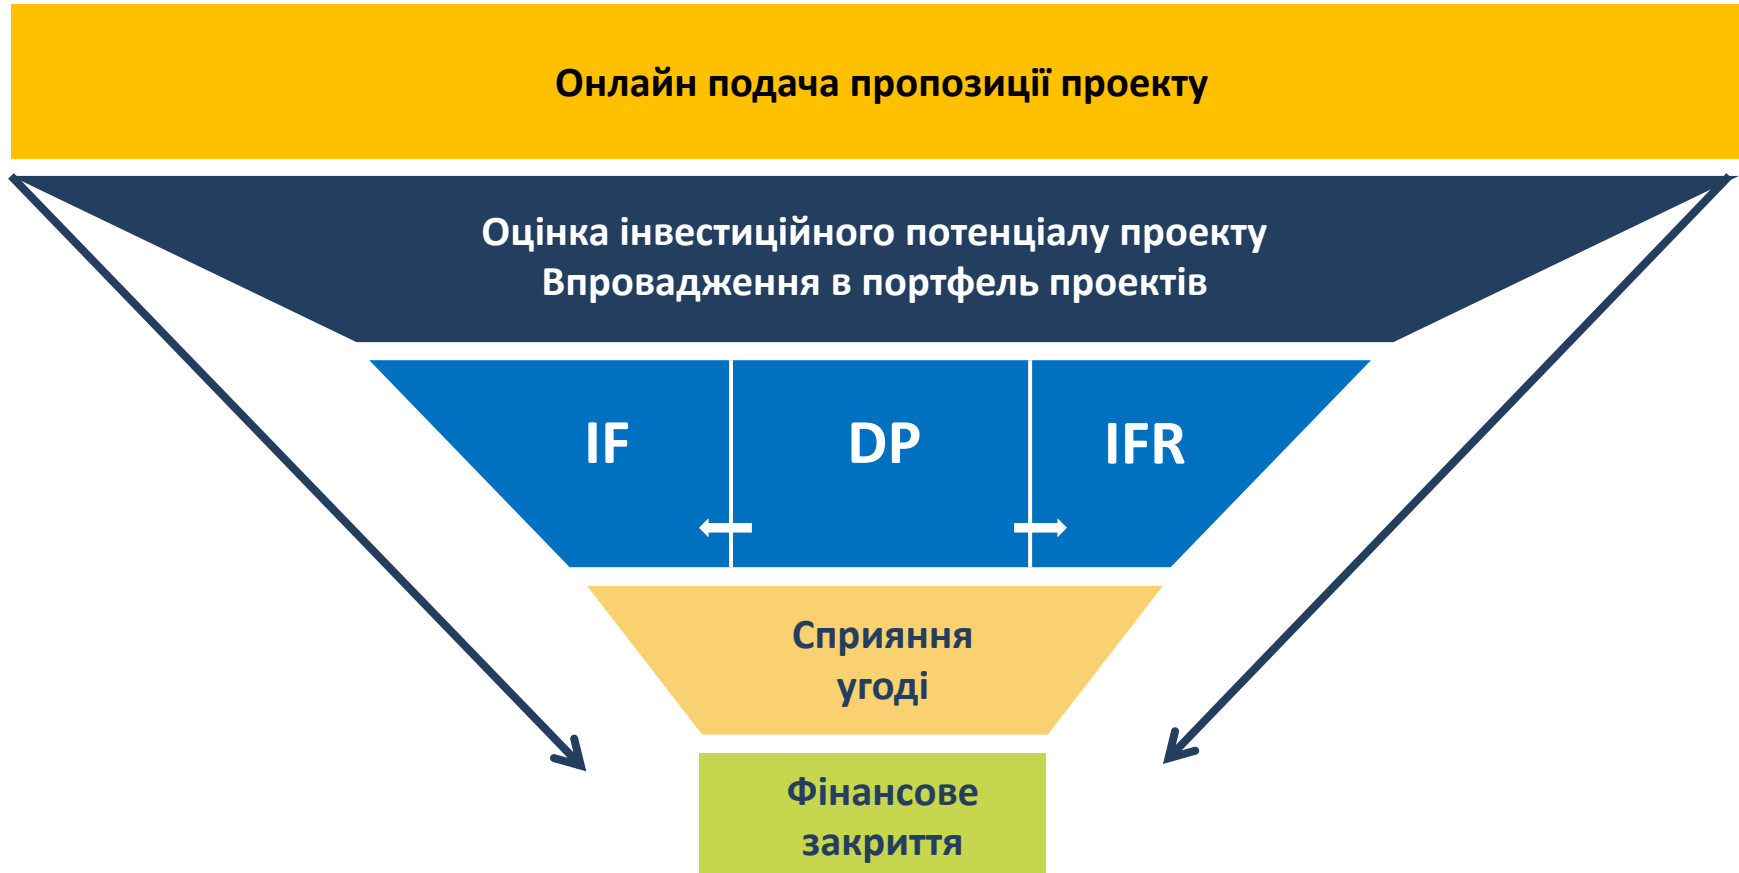 Онлайн подача пропозиції проекту
Оцінка інвестиційного потенціалу проекту
Впровадження в портфель проектів
IF
DP
IFR
Сприяння
угоді
Фінансове
закриття